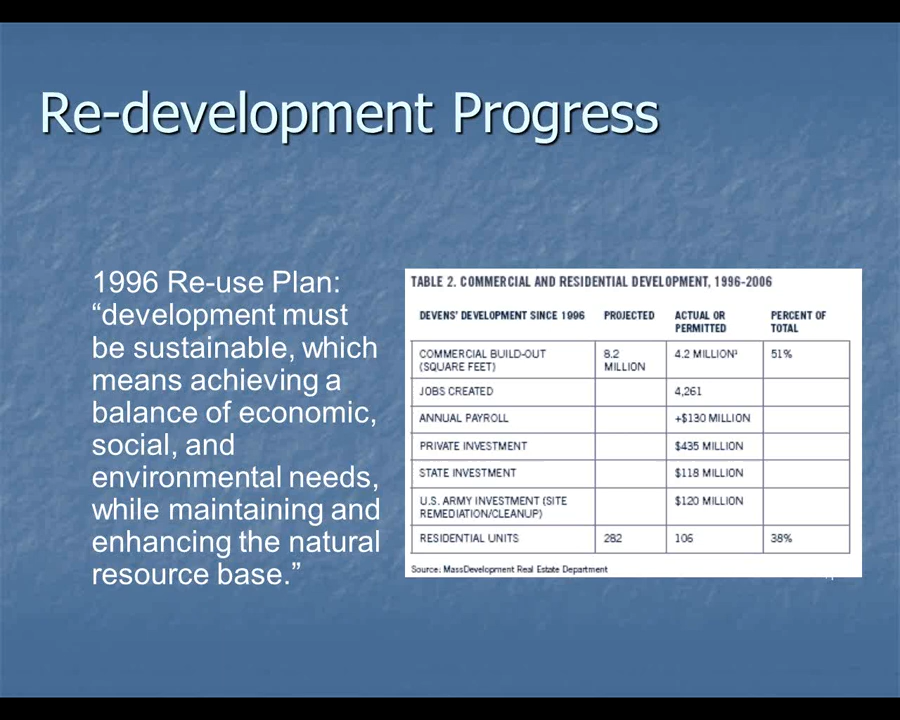 Re-development Progress
1996 Re-use Plan:
“development must
be sustainable, which
means achieving a
balance of economic,
social, and
environmental needs,
while maintaining and
enhancing the natural
resource base.”
TABLE 2. COMMERCIAL AND RESIDENTIAL DEVELOPMENT, 1996-2006
DEVENS' DEVELOPMENT SINCE 1996 PROJECTED ACTUAL OR PERMITTED PERCENT OF TOTAL
COMMERCIAL BUILD-OUT (SQUARE FEET) 8.2 MILLION 4.2 MILLION¹ 51%
JOBS CREATED 4,261
ANNUAL PAYROLL +$130 MILLION
PRIVATE INVESTMENT $435 MILLION
STATE INVESTMENT $118 MILLION
U.S. ARMY INVESTMENT (SITE REMEDIATION/CLEANUP) $120 MILLION
RESIDENTIAL UNITS 282 106 38%
Source: MassDevelopment Real Estate Department